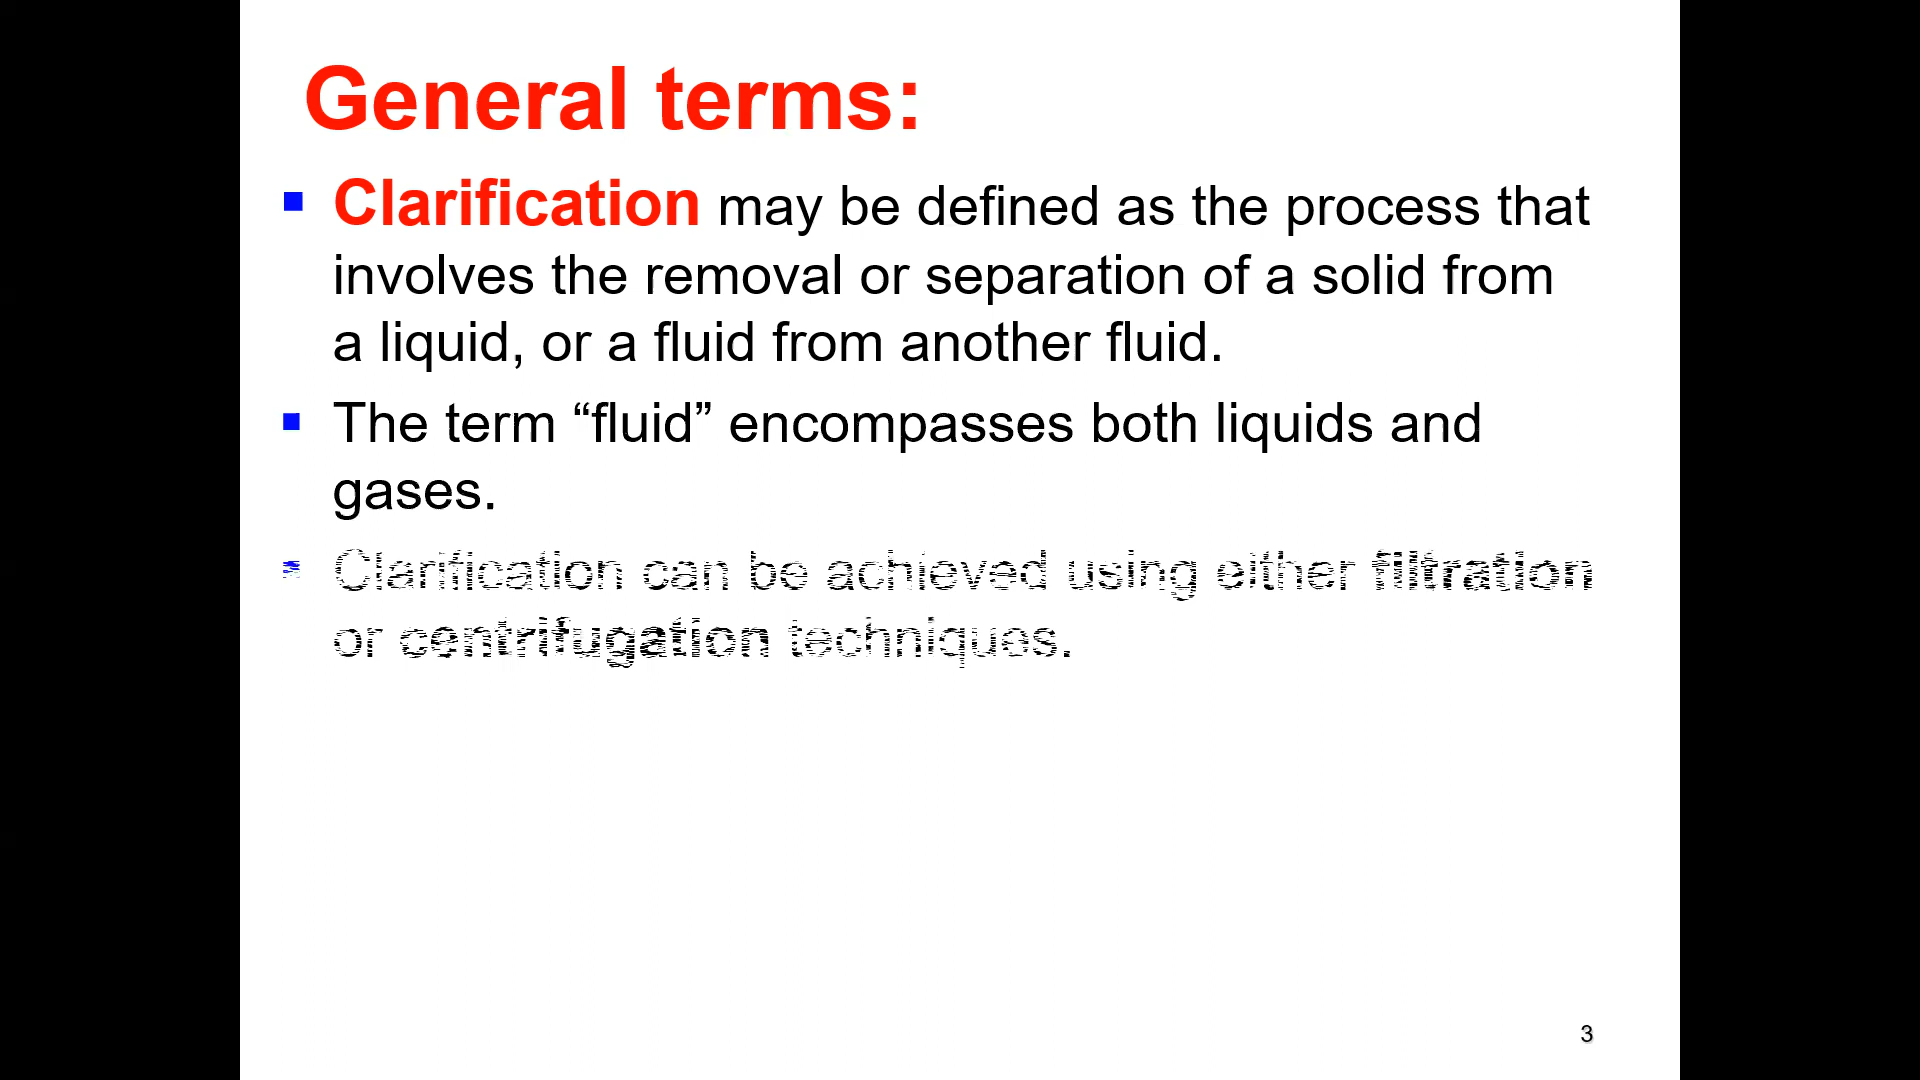 General terms:
Clarification may be defined as the process that
involves the removal or separation of a solid from
a liquid, or a fluid from another fluid.
The term “fluid” encompasses both liquids and
gases.
Clarification can be achieved using either filtration
or centrifugation techniques.
3